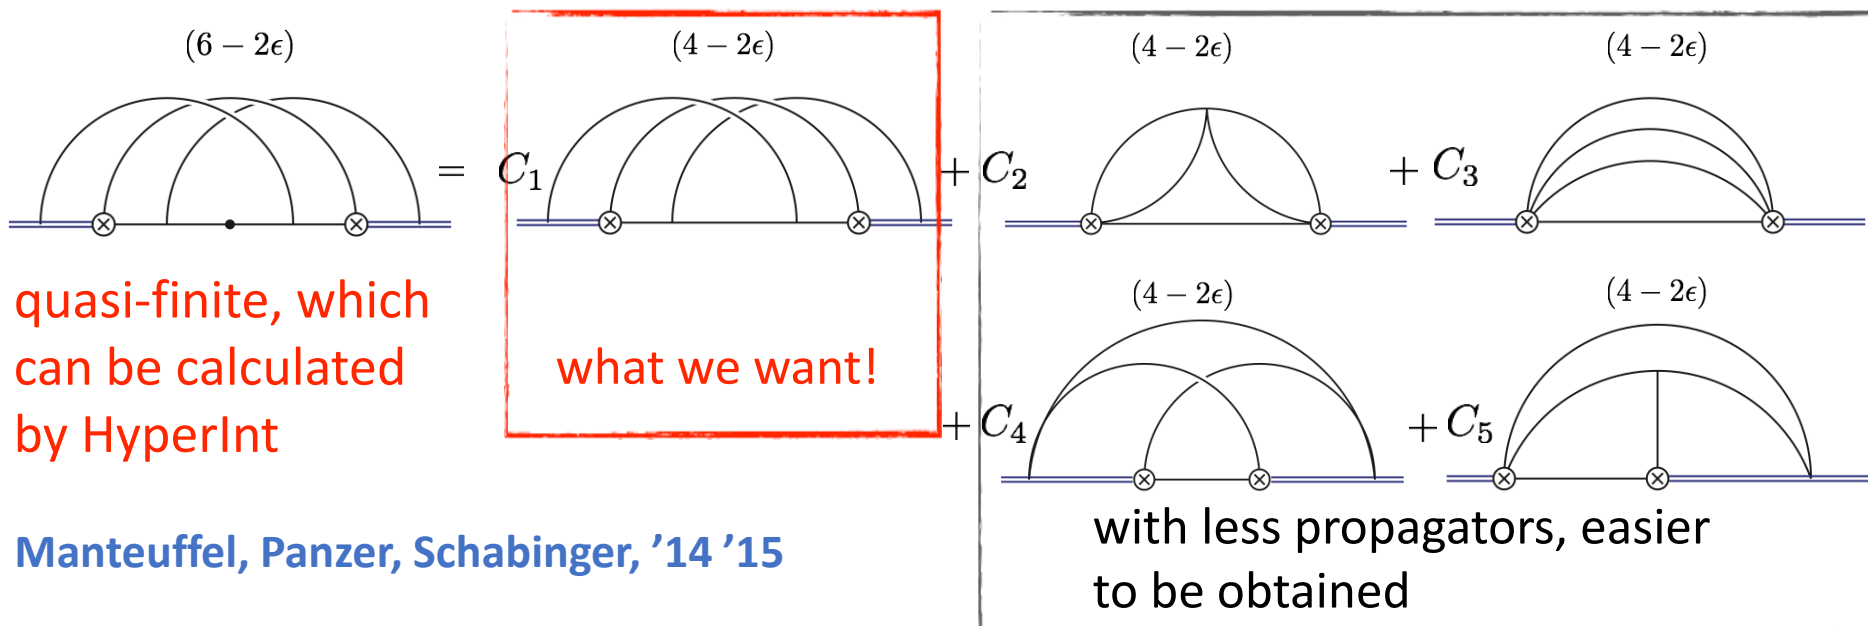 (6 − 2ϵ)
(4 − 2ϵ)
(4 − 2ϵ)
(4 − 2ϵ)
= C₁ + C₂ + C₃
quasi-finite, which
can be calculated
by HyperInt
what we want!
(4 − 2ϵ)
(4 − 2ϵ)
+ C₄ + C₅
Manteuffel, Panzer, Schabinger, ’14 ’15
with less propagators, easier
to be obtained